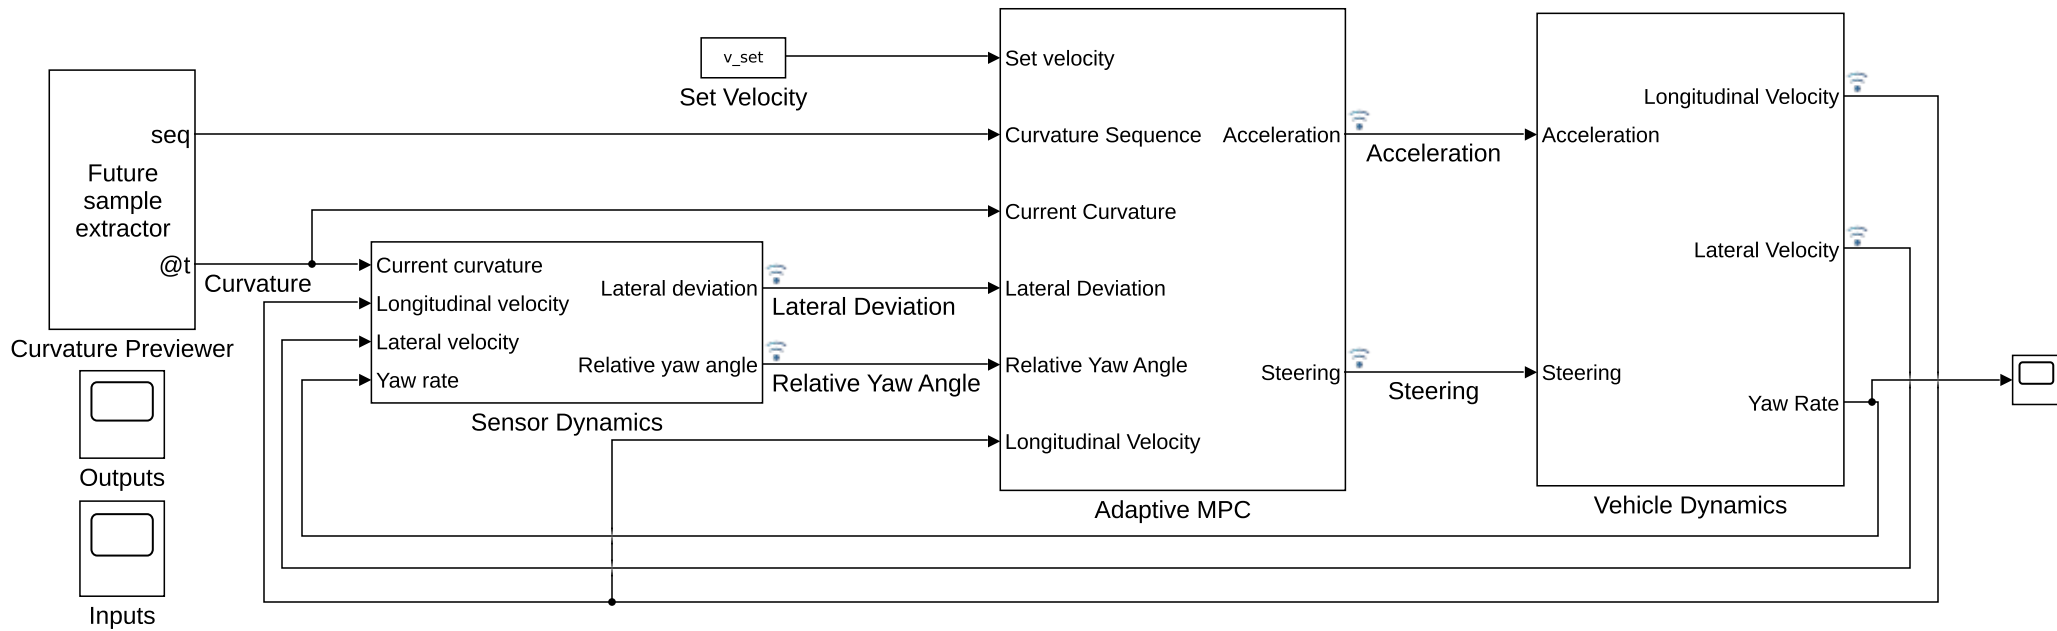 seq
Future
sample
extractor
@t
Curvature
Curvature Previewer
Outputs
Inputs
v_set
Set Velocity
Current curvature
Longitudinal velocity
Lateral velocity
Yaw rate
Lateral deviation
Relative yaw angle
Sensor Dynamics
Lateral Deviation
Relative Yaw Angle
Set velocity
Curvature Sequence
Current Curvature
Lateral Deviation
Relative Yaw Angle
Longitudinal Velocity
Acceleration
Steering
Adaptive MPC
Acceleration
Steering
Acceleration
Steering
Longitudinal Velocity
Lateral Velocity
Yaw Rate
Vehicle Dynamics